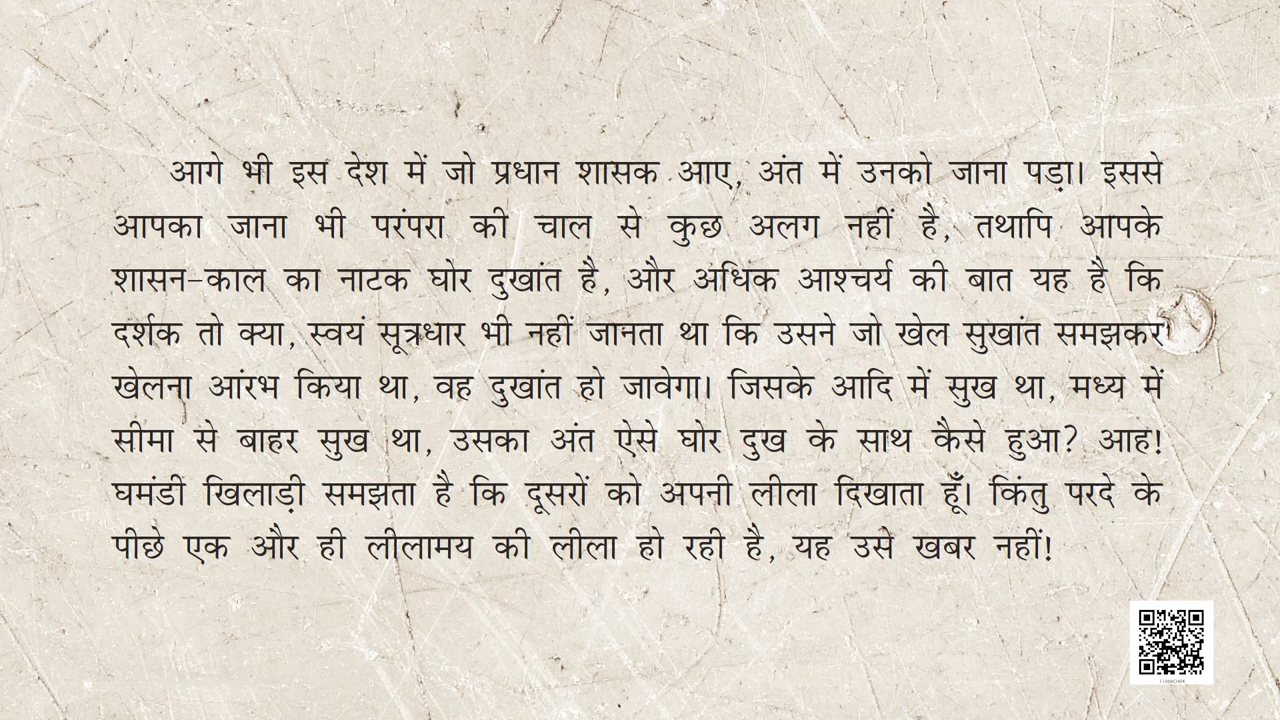 आगे भी इस देश में जो प्रधान शासक आए, अंत में उनको जाना पड़ा। इससे
आपका जाना भी परंपरा की चाल से कुछ अलग नहीं है, तथापि आपके
शासन-काल का नाटक घोर दुखांत है, और अधिक आश्चर्य की बात यह है कि
दर्शक तो क्या, स्वयं सूत्रधार भी नहीं जानता था कि उसने जो खेल सुखांत समझकर
खेलना आंरभ किया था, वह दुखांत हो जावेगा। जिसके आदि में सुख था, मध्य में
सीमा से बाहर सुख था, उसका अंत ऐसे घोर दुख के साथ कैसे हुआ? आह!
घमंडी खिलाड़ी समझता है कि दूसरों को अपनी लीला दिखाता हूँ। किंतु परदे के
पीछे एक और ही लीलामय की लीला हो रही है, यह उसे खबर नहीं!